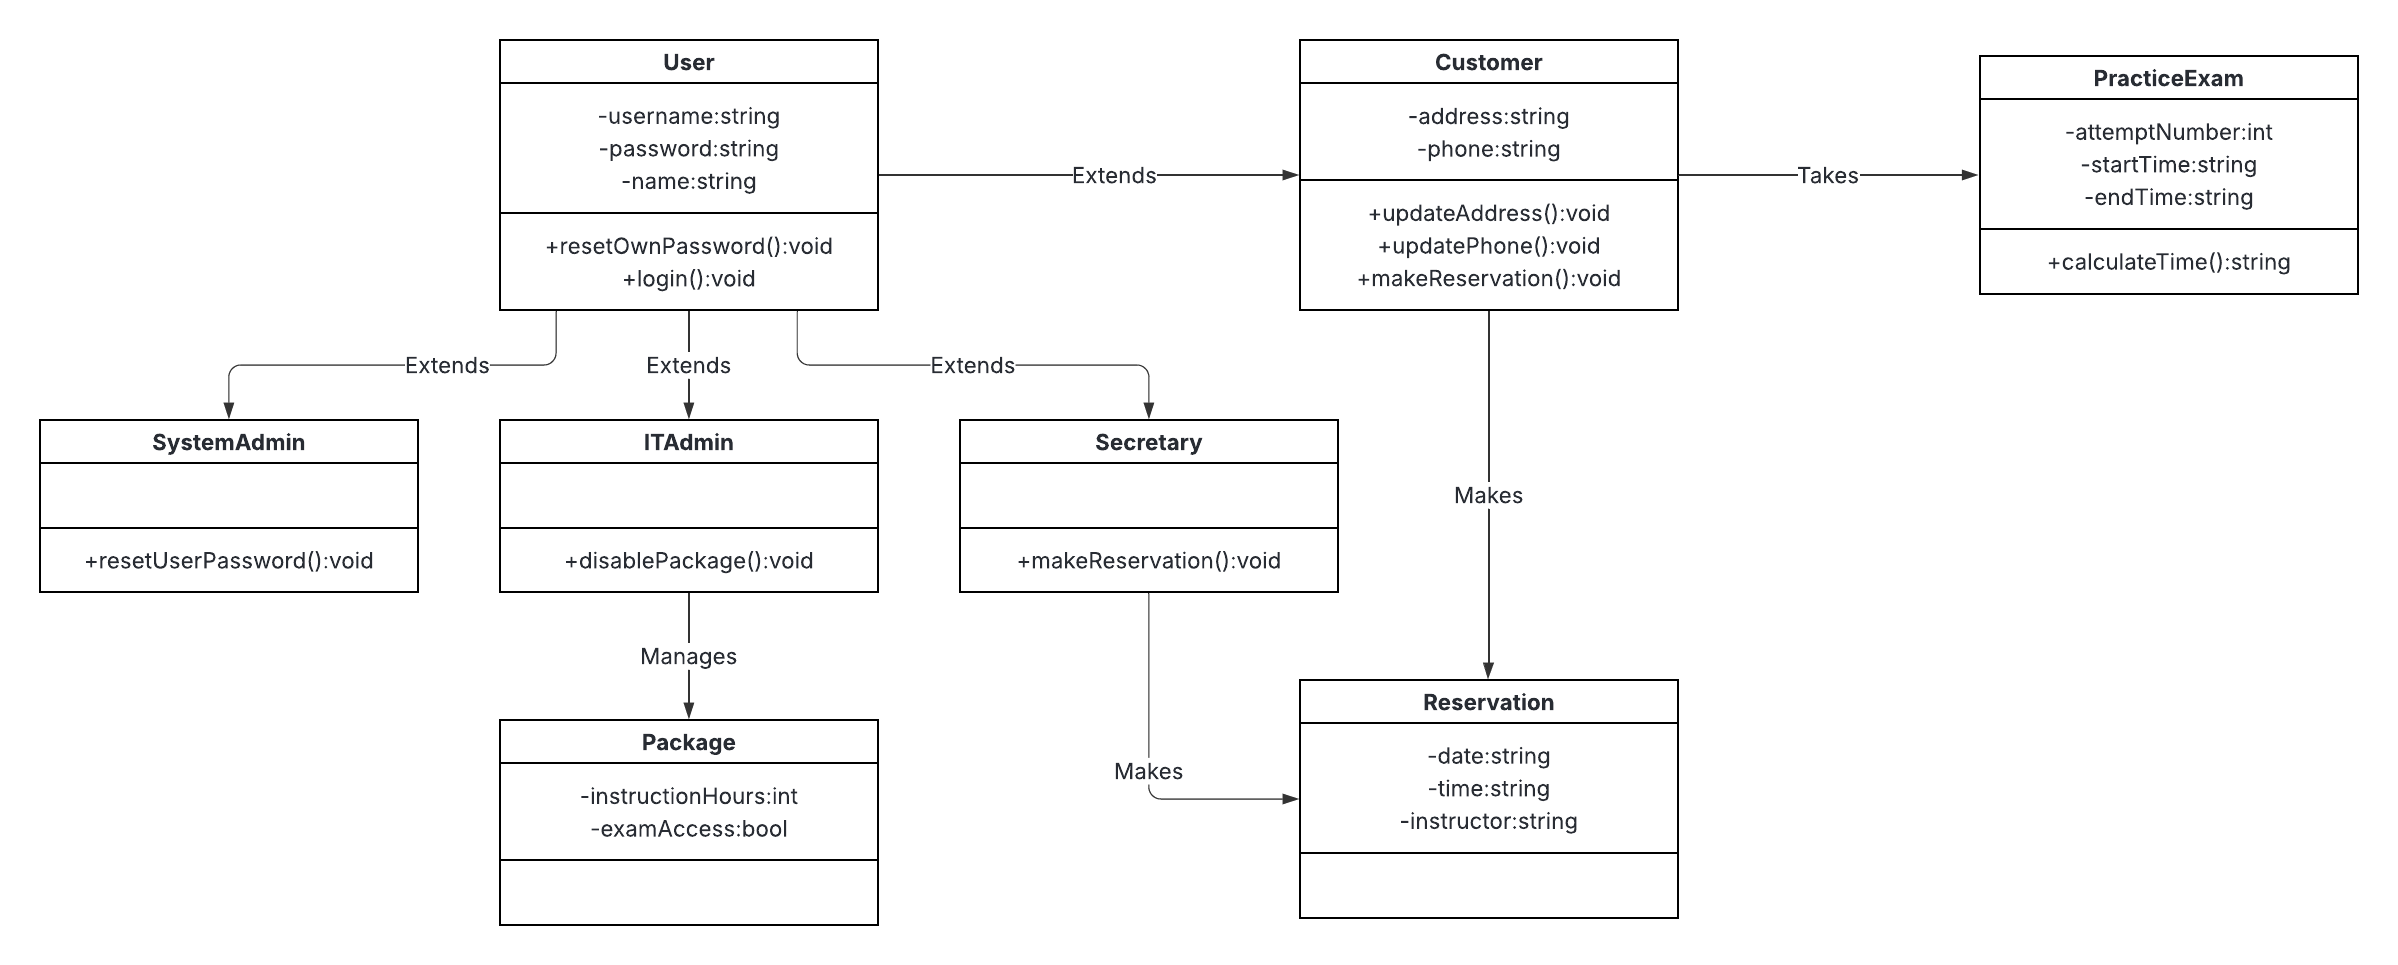 User
-username:string
-password:string
-name:string
+resetOwnPassword():void
+login():void
Extends
Customer
-address:string
-phone:string
+updateAddress():void
+updatePhone():void
+makeReservation():void
Takes
PracticeExam
-attemptNumber:int
-startTime:string
-endTime:string
+calculateTime():string
Extends
Extends
Extends
SystemAdmin
+resetUserPassword():void
ITAdmin
+disablePackage():void
Secretary
+makeReservation():void
Makes
Manages
Package
-instructionHours:int
-examAccess:bool
Makes
Reservation
-date:string
-time:string
-instructor:string